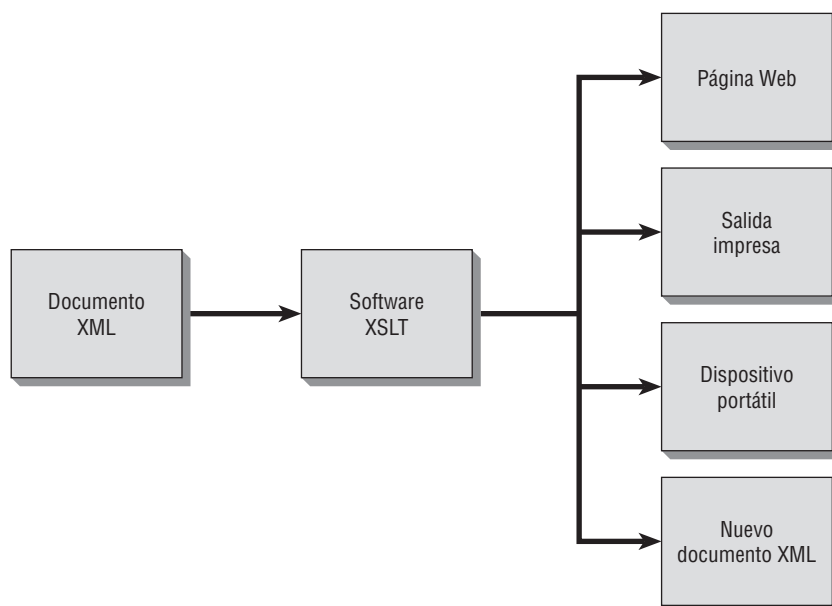 Documento
XML
Software
XSLT
Página Web
Salida
impresa
Dispositivo
portátil
Nuevo
documento XML